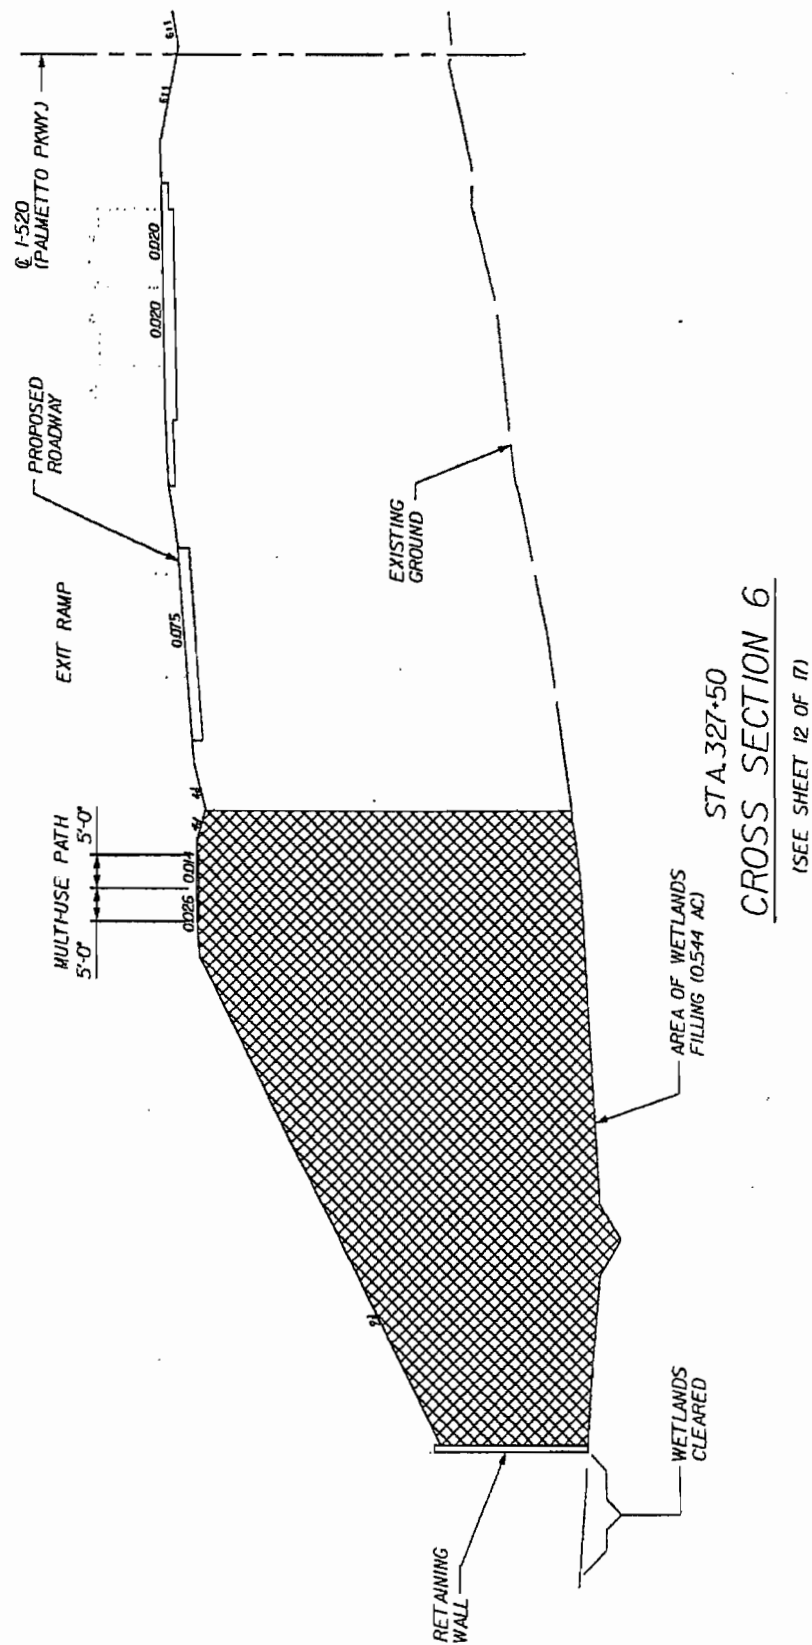 ℄ I-520
(PALMETTO PKWY)
PROPOSED
ROADWAY
EXIT RAMP
MULTI-USE PATH
5'-0"
5'-0"
0.026
0.014
0.075
0.020
0.020
EXISTING
GROUND
RETAINING
WALL
WETLANDS
CLEARED
AREA OF WETLANDS
FILLING (0.544 AC)
STA.327+50
CROSS SECTION 6
(SEE SHEET 12 OF 17)